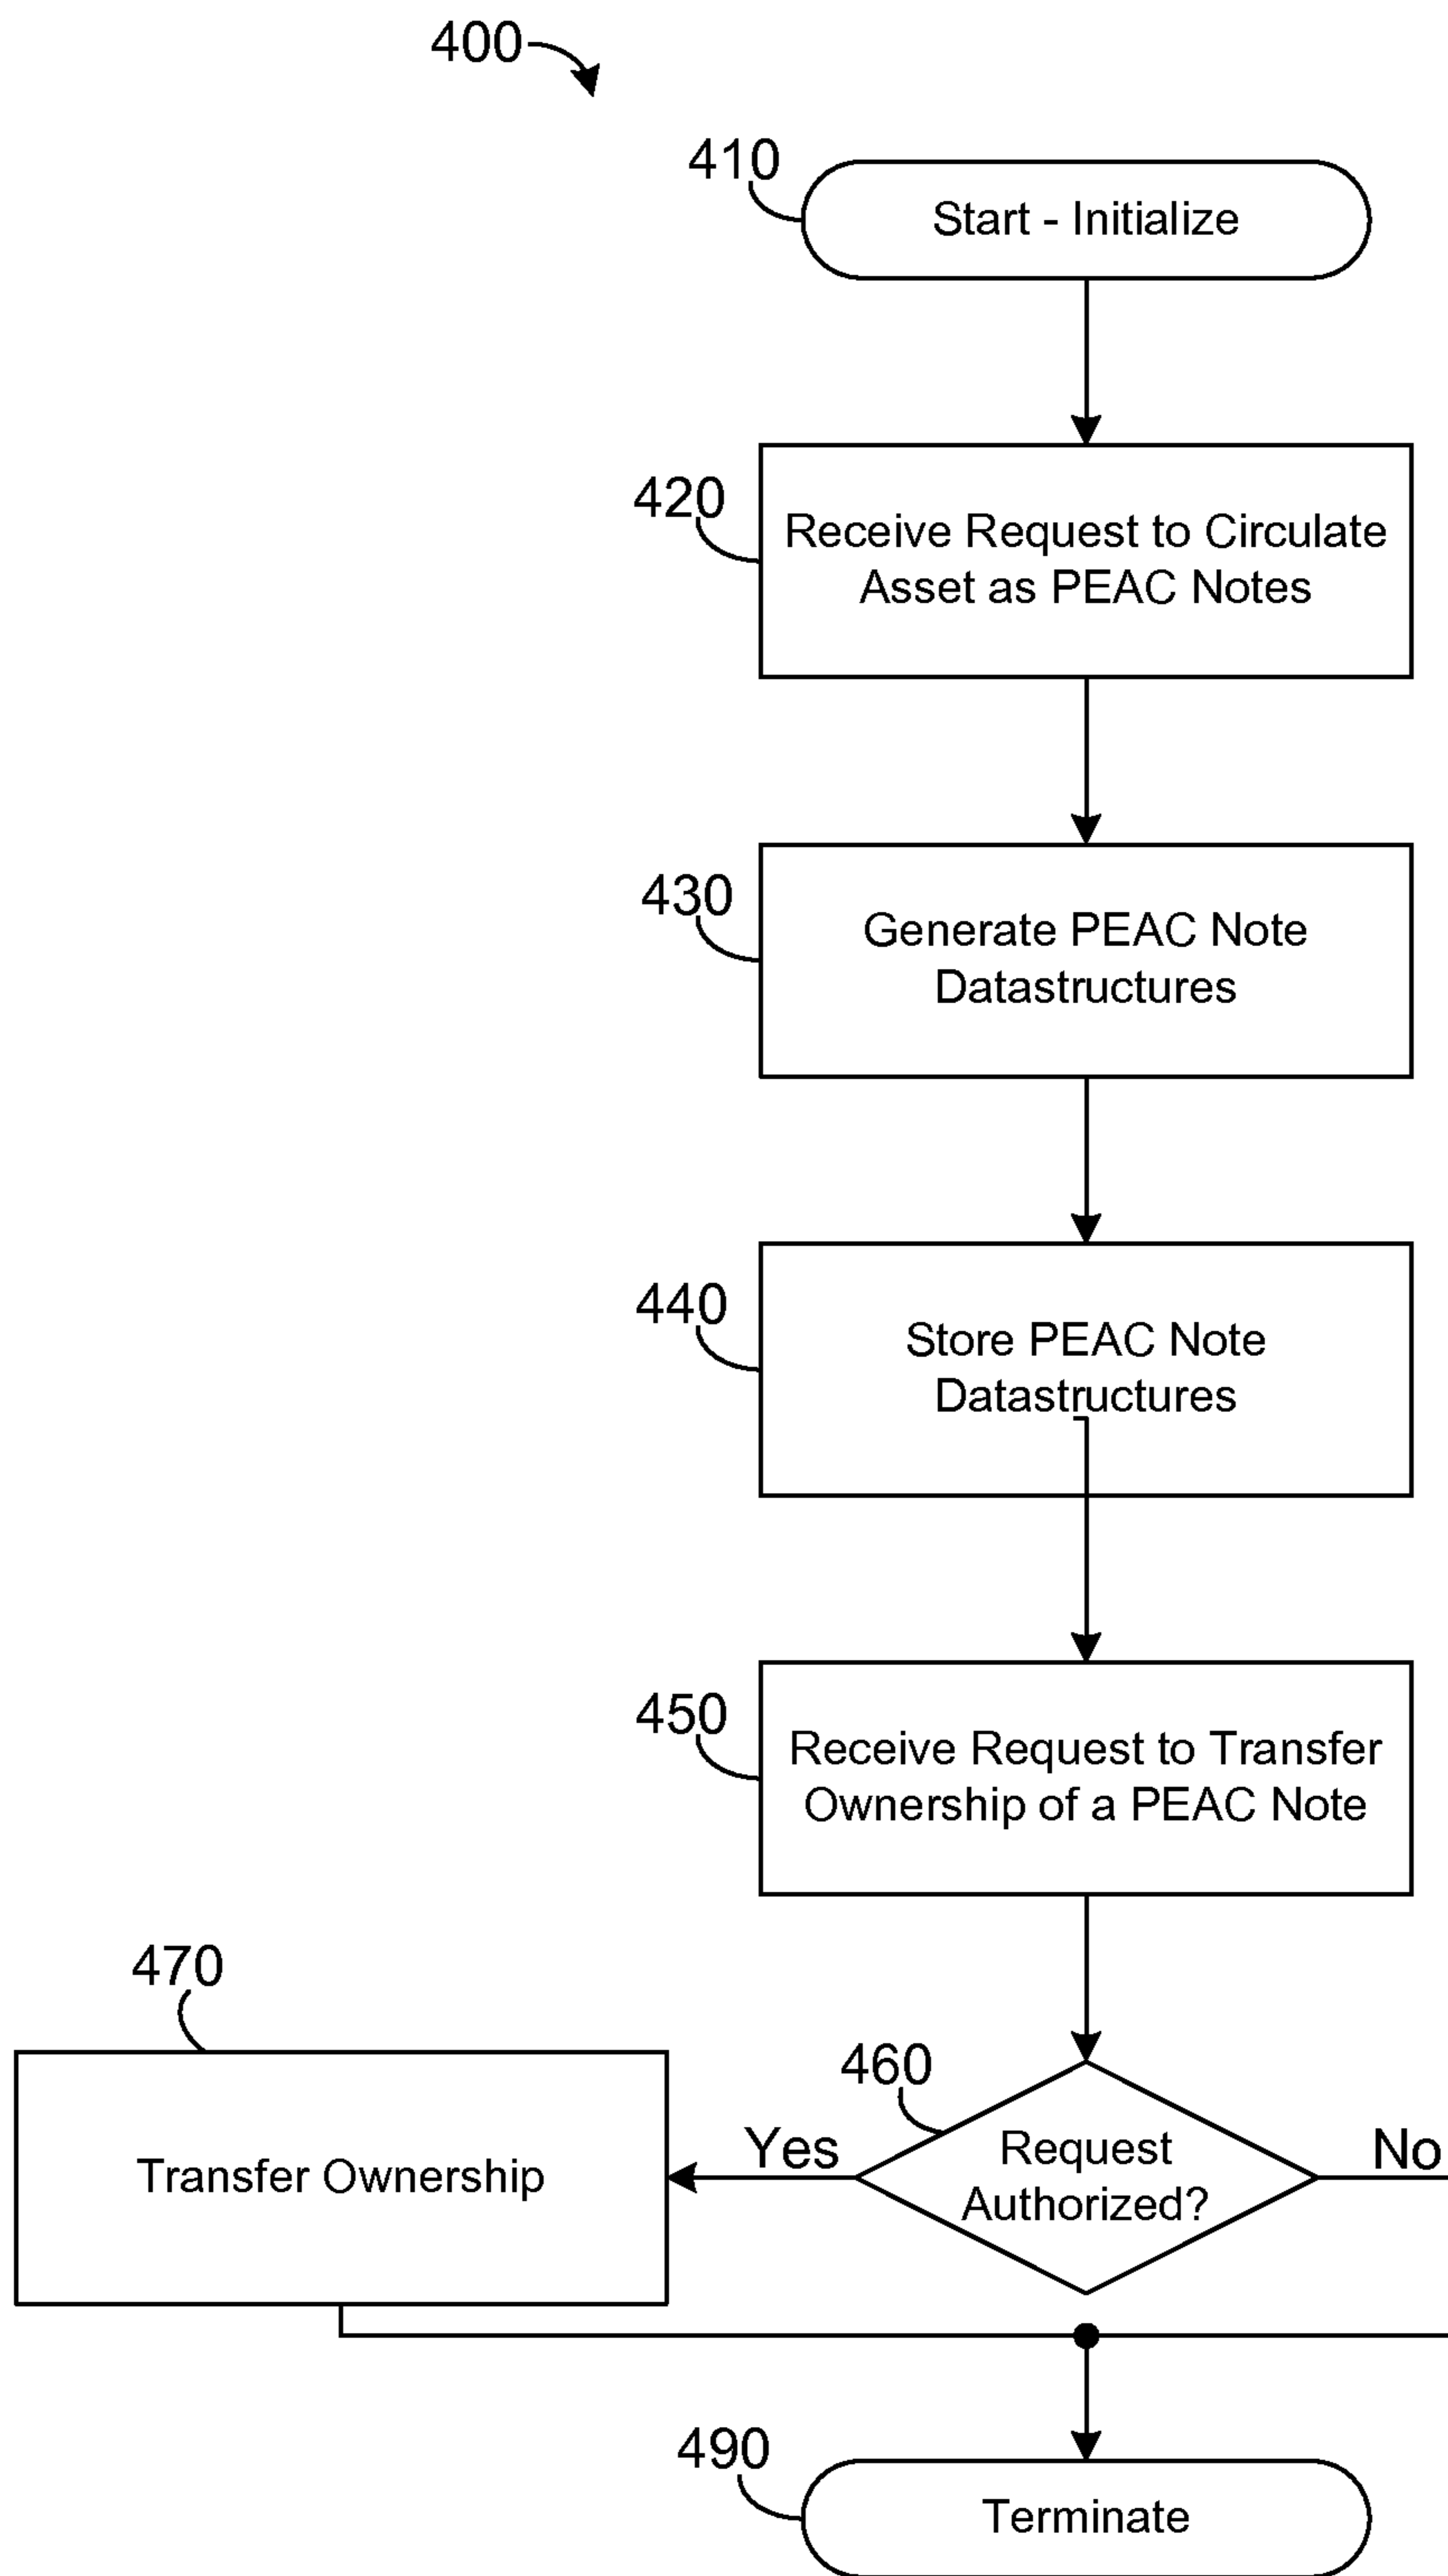 400
410
Start - Initialize
420
Receive Request to Circulate
Asset as PEAC Notes
430
Generate PEAC Note
Datastructures
440
Store PEAC Note
Datastructures
450
Receive Request to Transfer
Ownership of a PEAC Note
470
Transfer Ownership
460
Yes
Request
Authorized?
No
490
Terminate